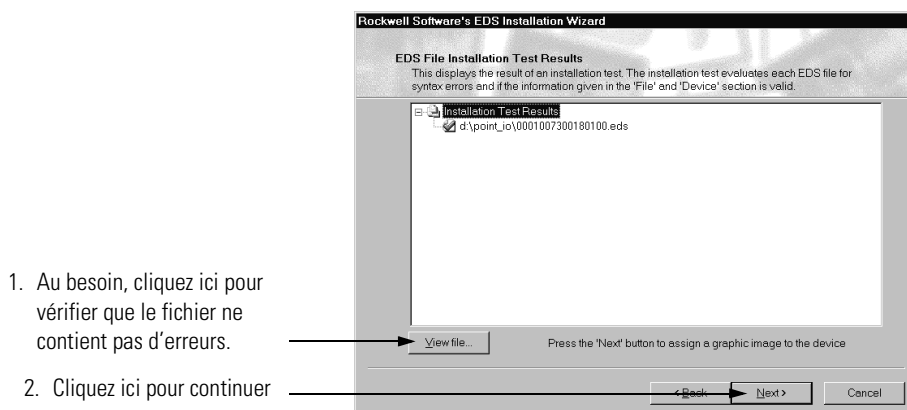 Rockwell Software's EDS Installation Wizard
EDS File Installation Test Results
This displays the result of an installation test. The installation test evaluates each EDS file for
syntax errors and if the information given in the 'File' and 'Device' section is valid.
Installation Test Results
d:\point_io\0001007300180100.eds
1. Au besoin, cliquez ici pour
vérifier que le fichier ne
contient pas d’erreurs.
View file...
Press the 'Next' button to assign a graphic image to the device
2. Cliquez ici pour continuer
< Back
Next >
Cancel